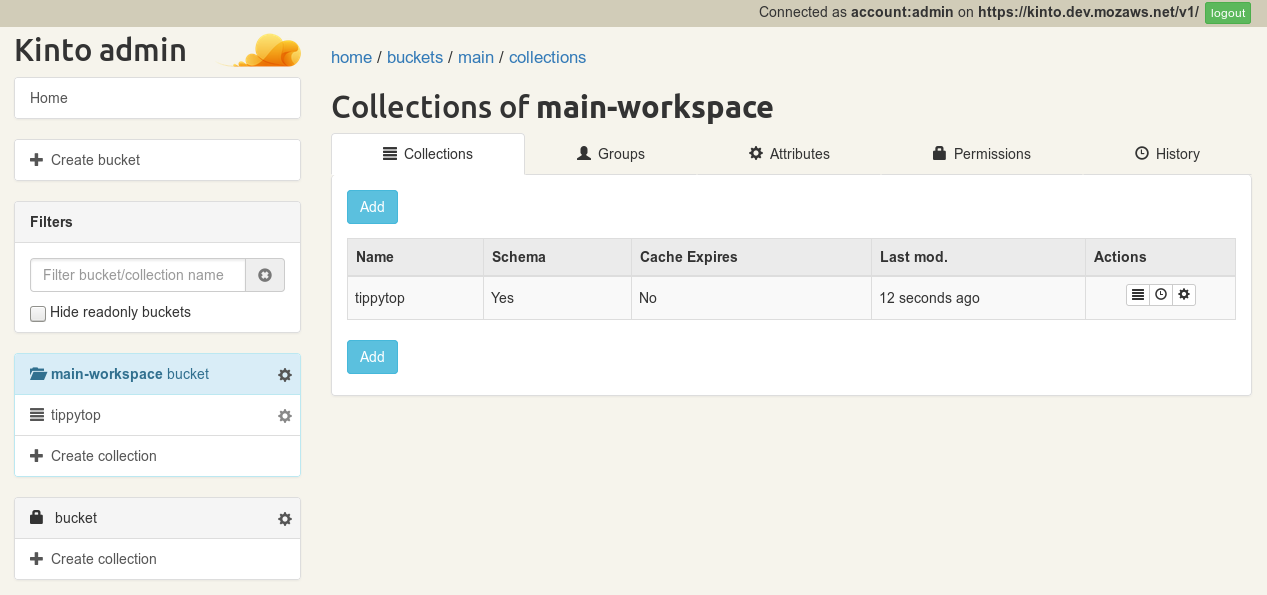 Connected as account:admin on https://kinto.dev.mozaws.net/v1/ logout
Kinto admin
Home
Create bucket
Filters
Filter bucket/collection name
Hide readonly buckets
main-workspace bucket
tippytop
Create collection
bucket
Create collection
home / buckets / main / collections
Collections of main-workspace
Collections Groups Attributes Permissions History
Add
Name Schema Cache Expires Last mod. Actions
tippytop Yes No 12 seconds ago
Add